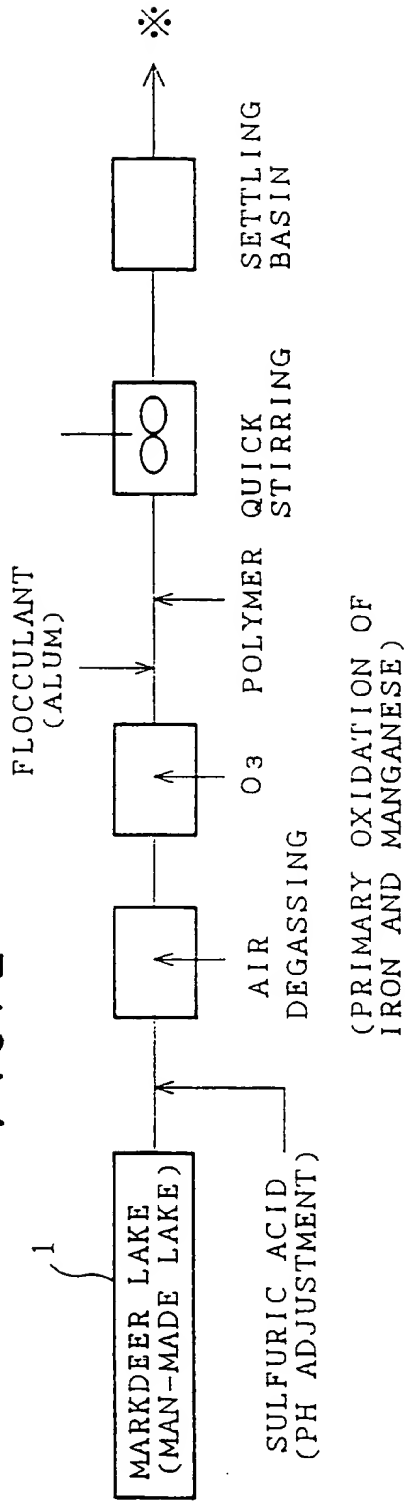 1
MARKDEER LAKE
(MAN-MADE LAKE)
SULFURIC ACID
(PH ADJUSTMENT)
AIR
DEGASSING
O3
(PRIMARY OXIDATION OF
IRON AND MANGANESE)
FLOCCULANT
(ALUM)
POLYMER
QUICK
STIRRING
SETTLING
BASIN
※